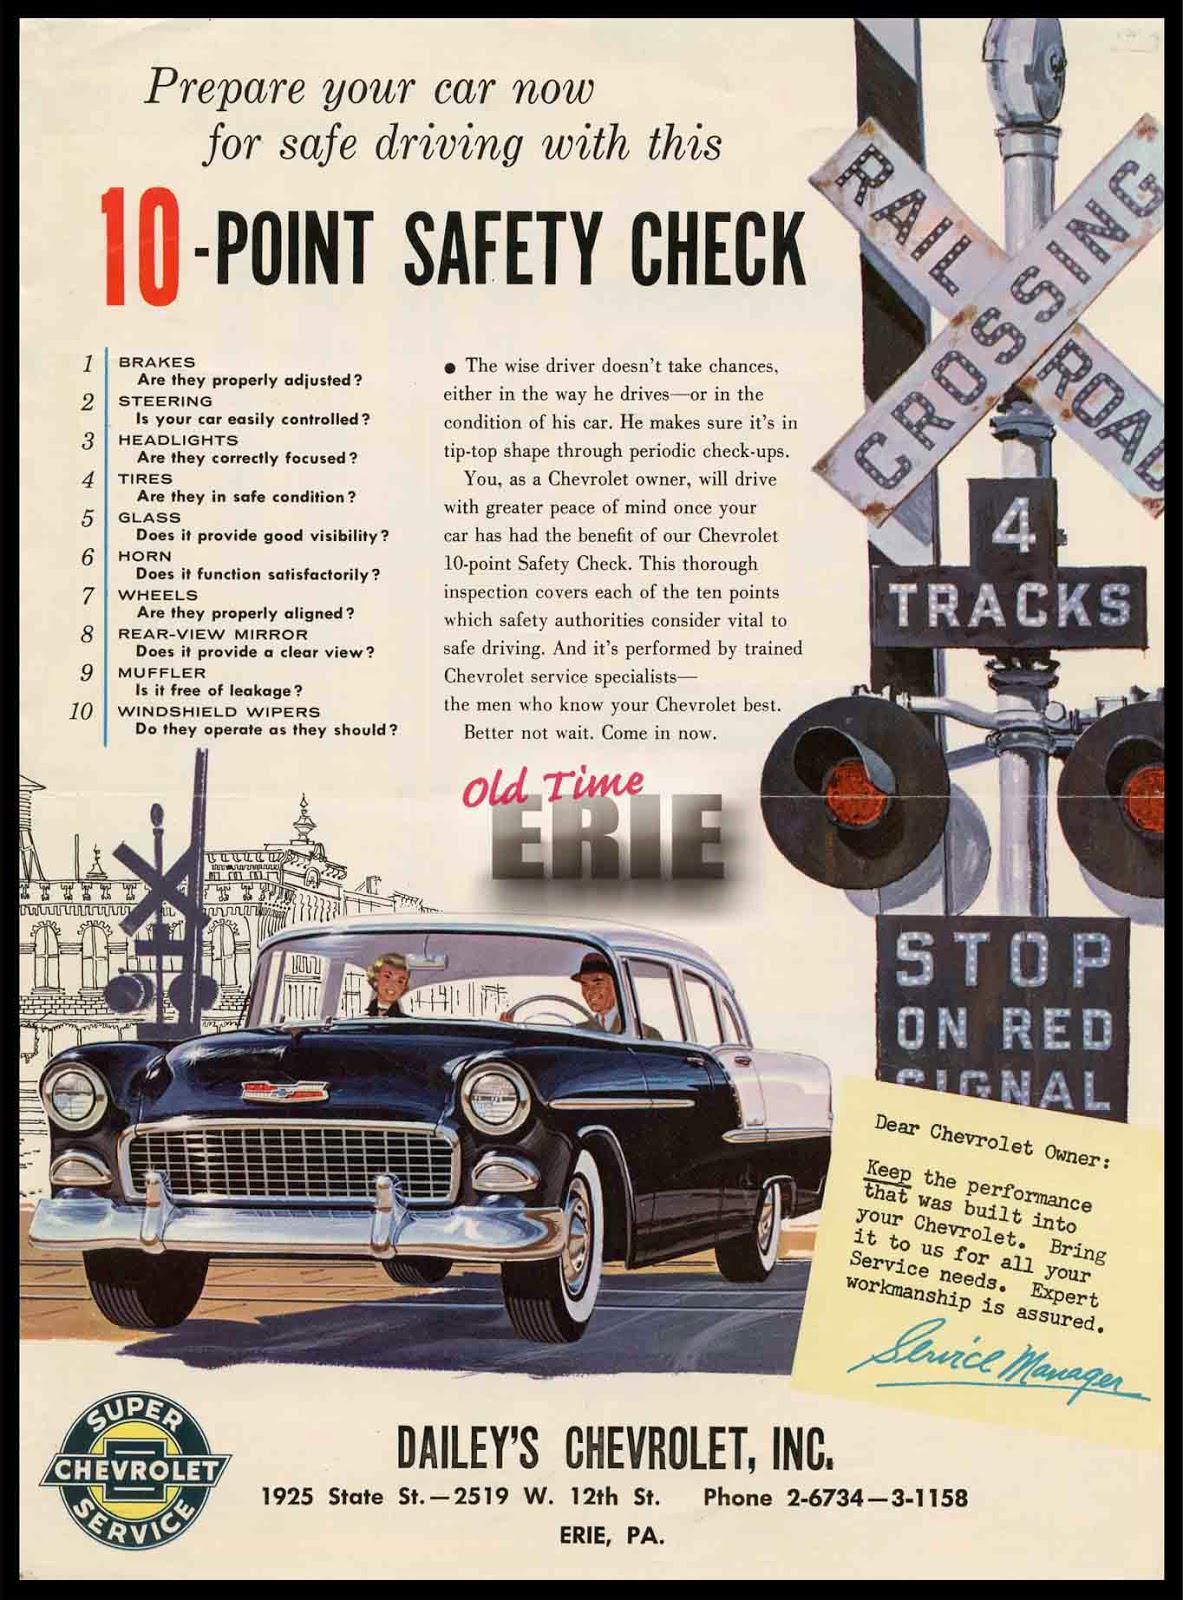 Prepare your car now
for safe driving with this
10-POINT SAFETY CHECK
1 BRAKES
Are they properly adjusted?
2 STEERING
Is your car easily controlled?
3 HEADLIGHTS
Are they correctly focused?
4 TIRES
Are they in safe condition?
5 GLASS
Does it provide good visibility?
6 HORN
Does it function satisfactorily?
7 WHEELS
Are they properly aligned?
8 REAR-VIEW MIRROR
Does it provide a clear view?
9 MUFFLER
Is it free of leakage?
10 WINDSHIELD WIPERS
Do they operate as they should?
● The wise driver doesn't take chances,
either in the way he drives—or in the
condition of his car. He makes sure it's in
tip-top shape through periodic check-ups.
You, as a Chevrolet owner, will drive
with greater peace of mind once your
car has had the benefit of our Chevrolet
10-point Safety Check. This thorough
inspection covers each of the ten points
which safety authorities consider vital to
safe driving. And it's performed by trained
Chevrolet service specialists—
the men who know your Chevrolet best.
Better not wait. Come in now.
RAIL ROAD
CROSSING
4
TRACKS
STOP
ON RED
SIGNAL
Old Time
ERIE
Dear Chevrolet Owner:
Keep the performance
that was built into
your Chevrolet. Bring
it to us for all your
Service needs. Expert
workmanship is assured.
Service Manager
SUPER
CHEVROLET
SERVICE
DAILEY'S CHEVROLET, INC.
1925 State St.—2519 W. 12th St. Phone 2-6734—3-1158
ERIE, PA.